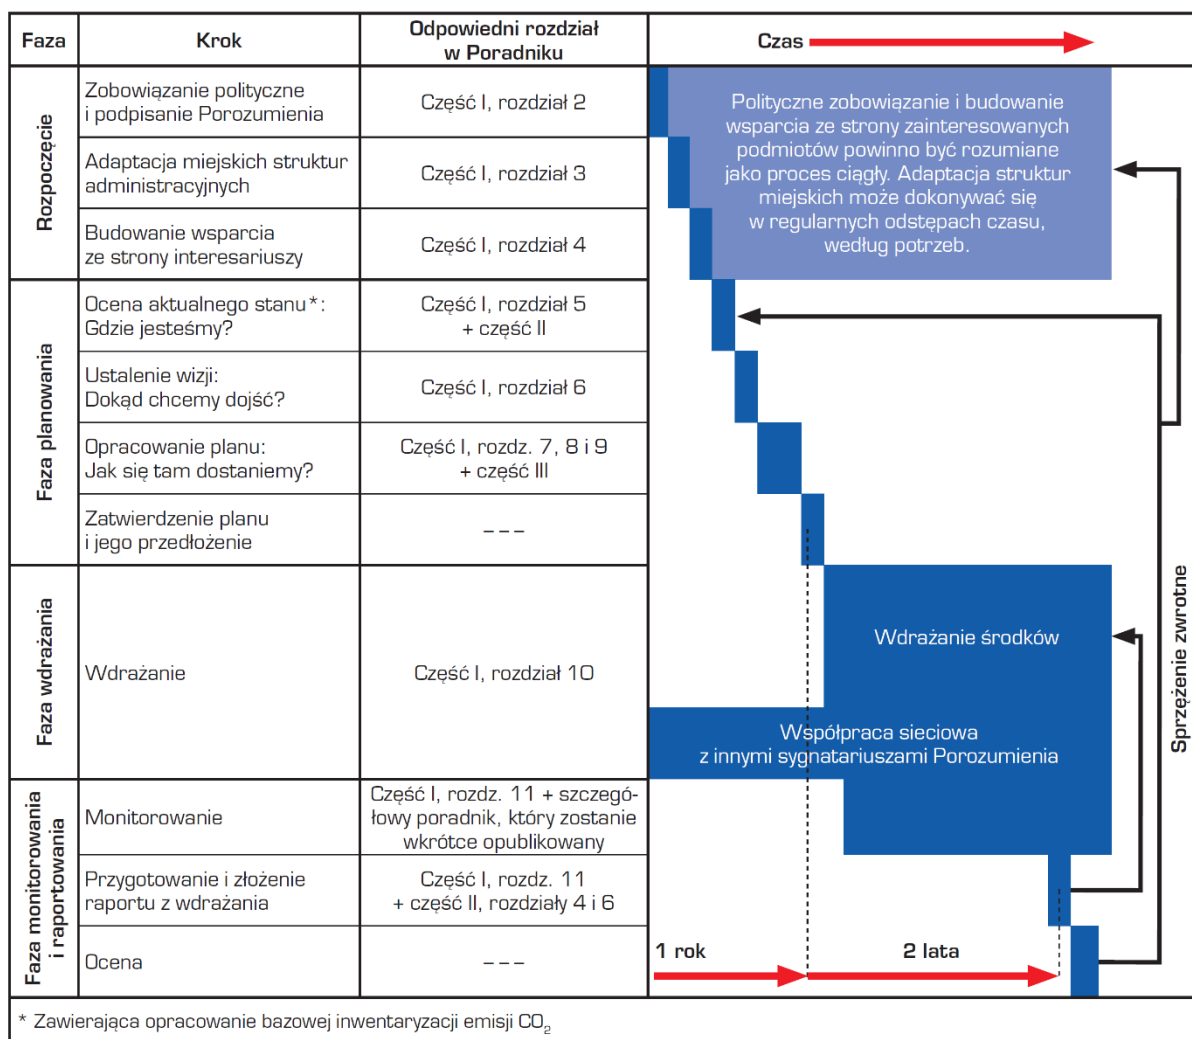 Faza
Krok
Odpowiedni rozdział
w Poradniku
Czas
Rozpoczęcie
Zobowiązanie polityczne
i podpisanie Porozumienia
Część I, rozdział 2
Adaptacja miejskich struktur
administracyjnych
Część I, rozdział 3
Budowanie wsparcia
ze strony interesariuszy
Część I, rozdział 4
Polityczne zobowiązanie i budowanie
wsparcia ze strony zainteresowanych
podmiotów powinno być rozumiane
jako proces ciągły. Adaptacja struktur
miejskich może dokonywać się
w regularnych odstępach czasu,
według potrzeb.
Faza planowania
Ocena aktualnego stanu*:
Gdzie jesteśmy?
Część I, rozdział 5
+ część II
Ustalenie wizji:
Dokąd chcemy dojść?
Część I, rozdział 6
Opracowanie planu:
Jak się tam dostaniemy?
Część I, rozdz. 7, 8 i 9
+ część III
Zatwierdzenie planu
i jego przedłożenie
– – –
Faza wdrażania
Wdrażanie
Część I, rozdział 10
Wdrażanie środków
Współpraca sieciowa
z innymi sygnatariuszami Porozumienia
Sprzężenie zwrotne
Faza monitorowania
i raportowania
Monitorowanie
Część I, rozdz. 11 + szczegó-
łowy poradnik, który zostanie
wkrótce opublikowany
Przygotowanie i złożenie
raportu z wdrażania
Część I, rozdz. 11
+ część II, rozdziały 4 i 6
Ocena
– – –
1 rok
2 lata
* Zawierająca opracowanie bazowej inwentaryzacji emisji CO₂